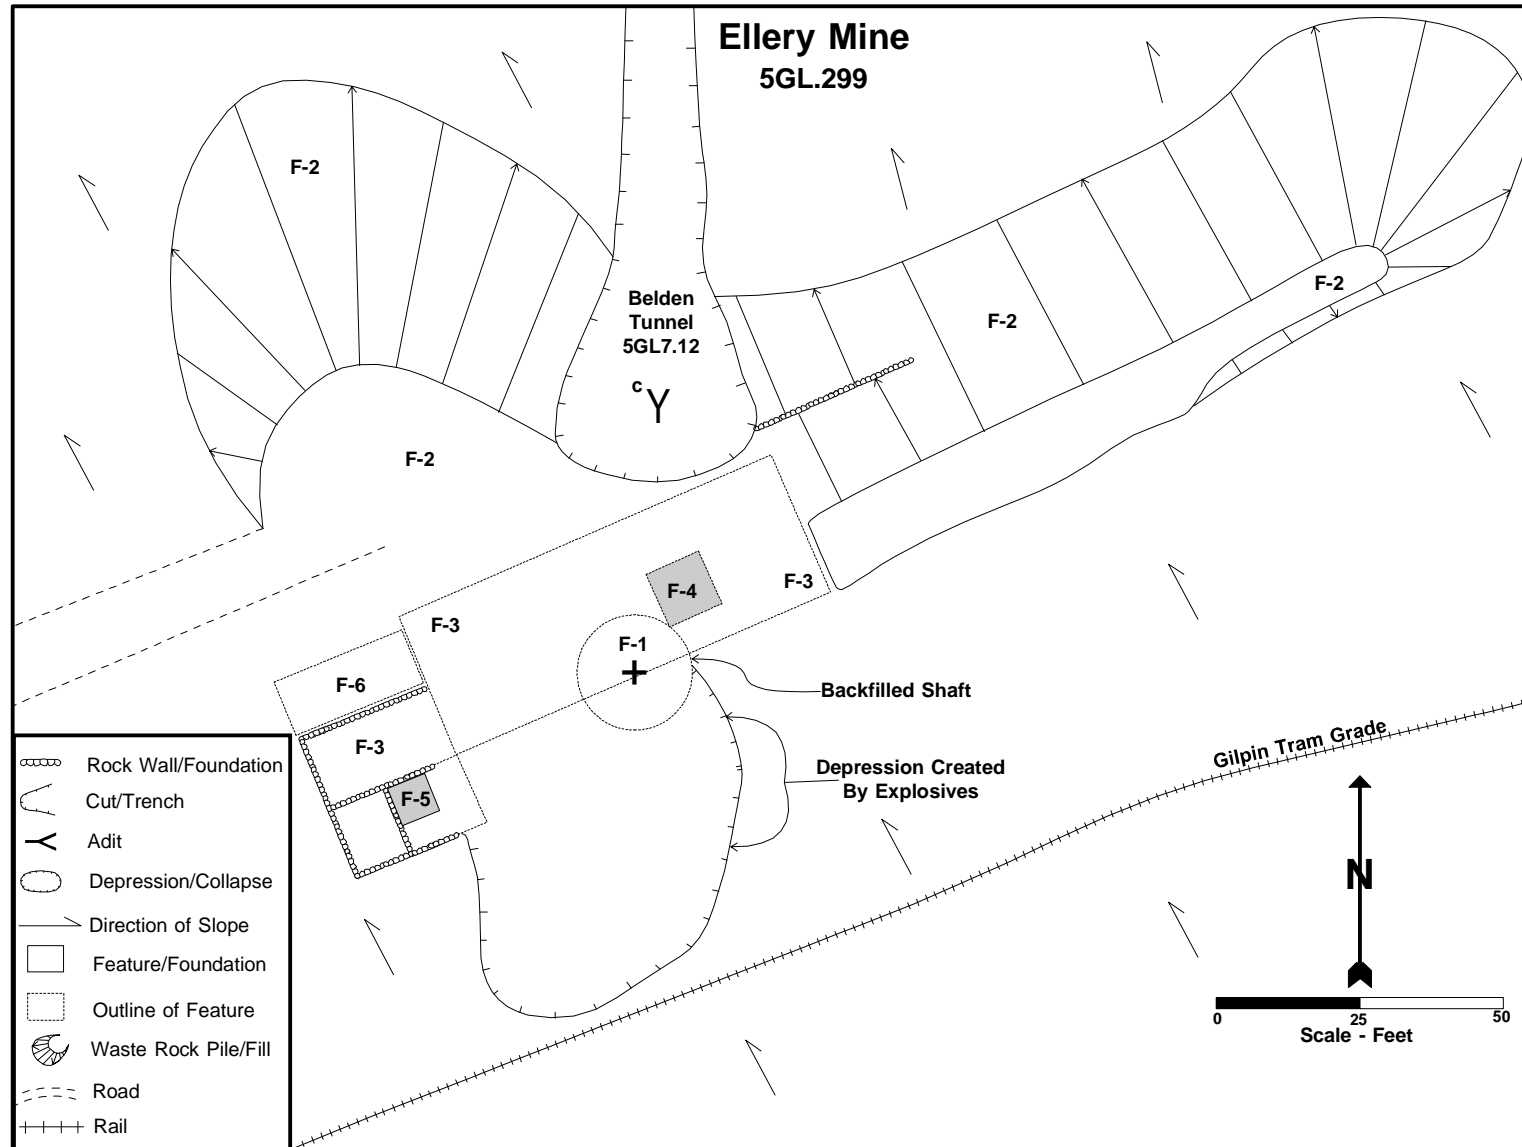 Ellery Mine
5GL.299
F-2
Belden
Tunnel
5GL7.12
c
F-2
F-2
F-2
F-3
F-4
F-3
F-1
F-6
F-3
F-5
Backfilled Shaft
Depression Created
By Explosives
Gilpin Tram Grade
Rock Wall/Foundation
Cut/Trench
Adit
Depression/Collapse
Direction of Slope
Feature/Foundation
Outline of Feature
Waste Rock Pile/Fill
Road
Rail
N
0 25 50
Scale - Feet